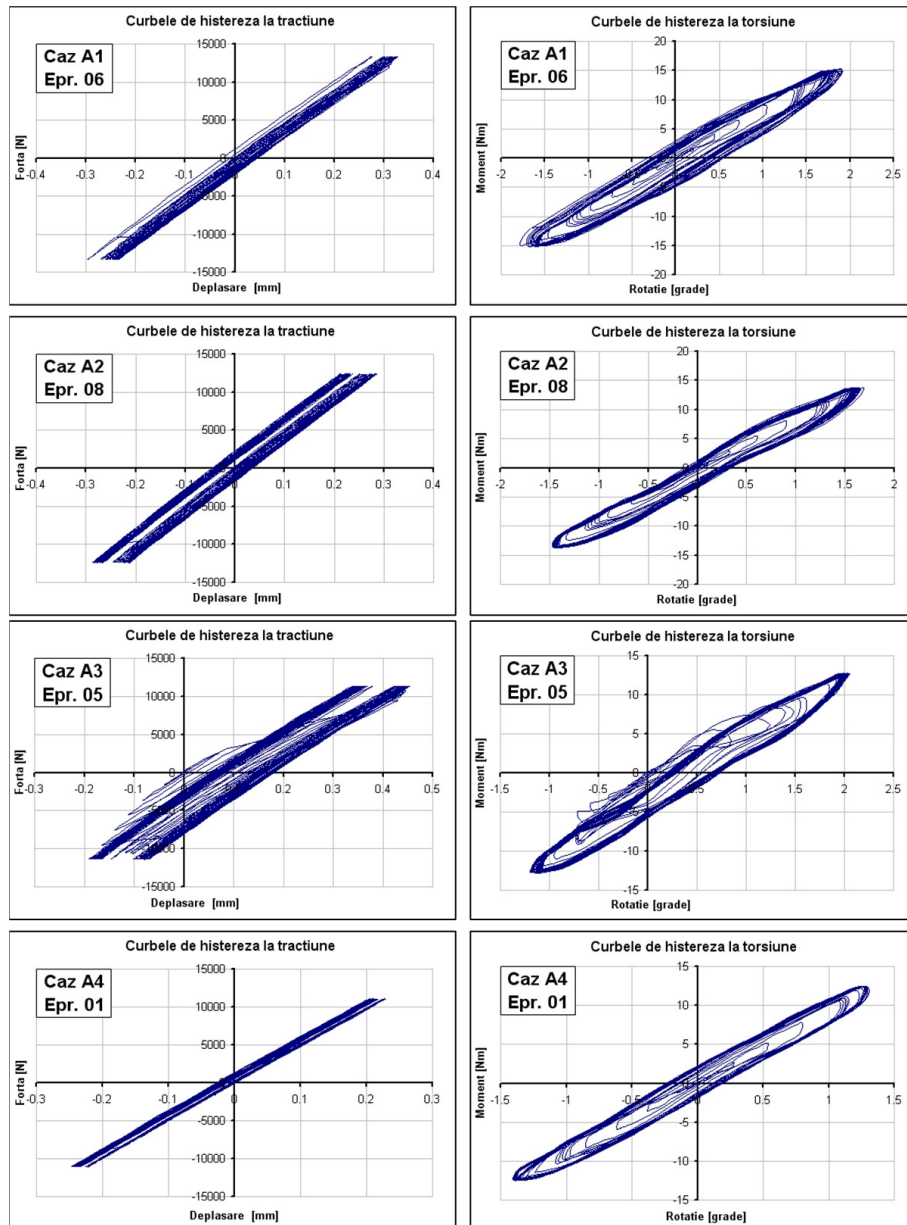 Curbele de histereza la tractiune
Caz A1
Epr. 06
15000
10000
5000
0
-5000
-10000
-15000
-0.4 -0.3 -0.2 -0.1 0 0.1 0.2 0.3 0.4
Forta [N]
Deplasare [mm]
Curbele de histereza la torsiune
Caz A1
Epr. 06
20
15
10
5
0
-5
-10
-15
-20
-2 -1.5 -1 -0.5 0 0.5 1 1.5 2 2.5
Moment [Nm]
Rotatie [grade]
Curbele de histereza la tractiune
Caz A2
Epr. 08
15000
10000
5000
0
-5000
-10000
-15000
-0.4 -0.3 -0.2 -0.1 0 0.1 0.2 0.3 0.4
Forta [N]
Deplasare [mm]
Curbele de histereza la torsiune
Caz A2
Epr. 08
20
15
10
5
0
-5
-10
-15
-20
-2 -1.5 -1 -0.5 0 0.5 1 1.5 2
Moment [Nm]
Rotatie [grade]
Curbele de histereza la tractiune
Caz A3
Epr. 05
15000
10000
5000
0
-5000
-10000
-15000
-0.3 -0.2 -0.1 0 0.1 0.2 0.3 0.4 0.5
Forta [N]
Deplasare [mm]
Curbele de histereza la torsiune
Caz A3
Epr. 05
15
10
5
0
-5
-10
-15
-1.5 -1 -0.5 0 0.5 1 1.5 2 2.5
Moment [Nm]
Rotatie [grade]
Curbele de histereza la tractiune
Caz A4
Epr. 01
15000
10000
5000
0
-5000
-10000
-15000
-0.3 -0.2 -0.1 0 0.1 0.2 0.3
Forta [N]
Deplasare [mm]
Curbele de histereza la torsiune
Caz A4
Epr. 01
15
10
5
0
-5
-10
-15
-1.5 -1 -0.5 0 0.5 1 1.5
Moment [Nm]
Rotatie [grade]